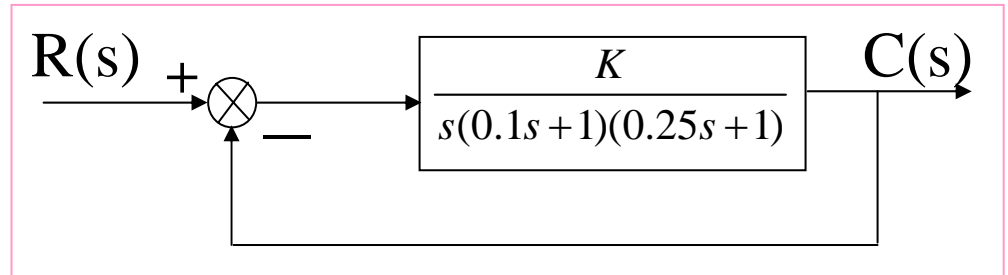 R(s) + K C(s)
s(0.1s+1)(0.25s+1)
—